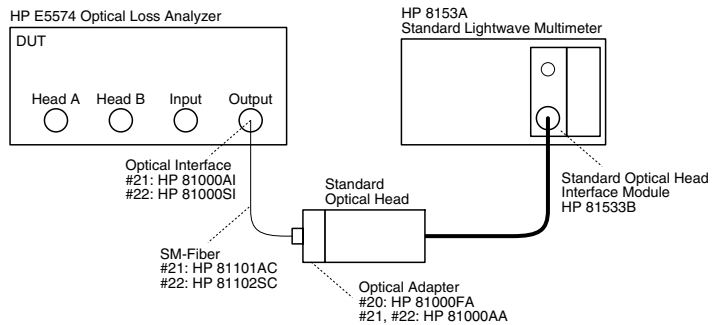 HP E5574 Optical Loss Analyzer
DUT
Head A
Head B
Input
Output
HP 8153A
Standard Lightwave Multimeter
Optical Interface
#21: HP 81000AI
#22: HP 81000SI
Standard
Optical Head
Standard Optical Head
Interface Module
HP 81533B
SM-Fiber
#21: HP 81101AC
#22: HP 81102SC
Optical Adapter
#20: HP 81000FA
#21, #22: HP 81000AA